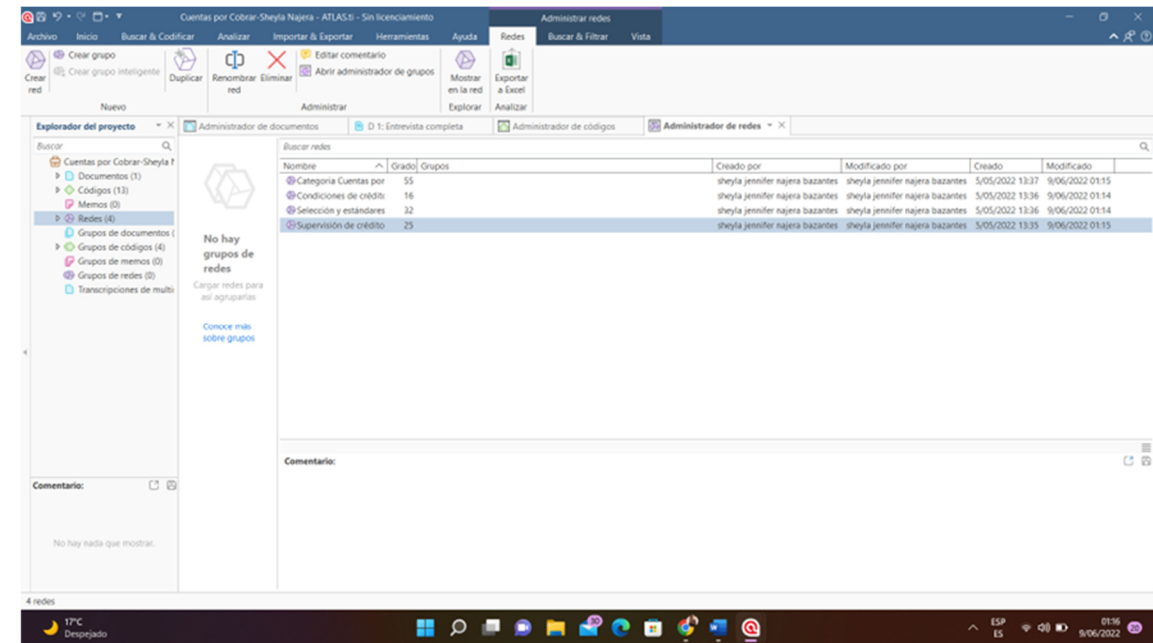 Cuentas por Cobrar-Sheyla Najera - ATLAS.ti - Sin licenciamiento
Administrar redes
Archivo Inicio Buscar & Codificar Analizar Importar & Exportar Herramientas Ayuda Redes Buscar & Filtrar Vista
Crear red
Crear grupo
Crear grupo inteligente
Duplicar
Renombrar red
Eliminar
Editar comentario
Abrir administrador de grupos
Mostrar en la red
Exportar a Excel
Nuevo Administrar Explorar Analizar
Explorador del proyecto
Administrador de documentos D 1: Entrevista completa Administrador de códigos Administrador de redes
Buscar
Cuentas por Cobrar-Sheyla
Documentos (1)
Códigos (13)
Memos (0)
Redes (4)
Grupos de documentos (
Grupos de códigos (4)
Grupos de memos (0)
Grupos de redes (0)
Transcripciones de multi
No hay
grupos de
redes
Cargar redes para
así agruparlas
Conoce más
sobre grupos
Buscar redes
Nombre Grado Grupos Creado por Modificado por Creado Modificado
Categoria Cuentas por 55 sheyla jennifer najera bazantes sheyla jennifer najera bazantes 5/05/2022 13:37 9/06/2022 01:15
Condiciones de crédito 16 sheyla jennifer najera bazantes sheyla jennifer najera bazantes 5/05/2022 13:36 9/06/2022 01:14
Selección y estándares 32 sheyla jennifer najera bazantes sheyla jennifer najera bazantes 5/05/2022 13:36 9/06/2022 01:14
Supervisión de crédito 25 sheyla jennifer najera bazantes sheyla jennifer najera bazantes 5/05/2022 13:35 9/06/2022 01:15
Comentario:
Comentario:
No hay nada que mostrar.
4 redes
17°C
Despejado
30
ESP
ES
01:16
9/06/2022
20